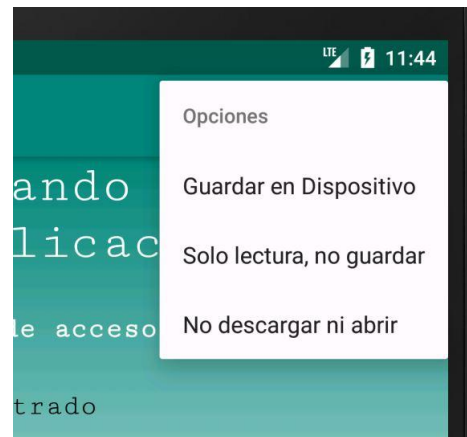 LTE 11:44
Opciones
ando
Guardar en Dispositivo
licac
Solo lectura, no guardar
le acceso
No descargar ni abrir
trado